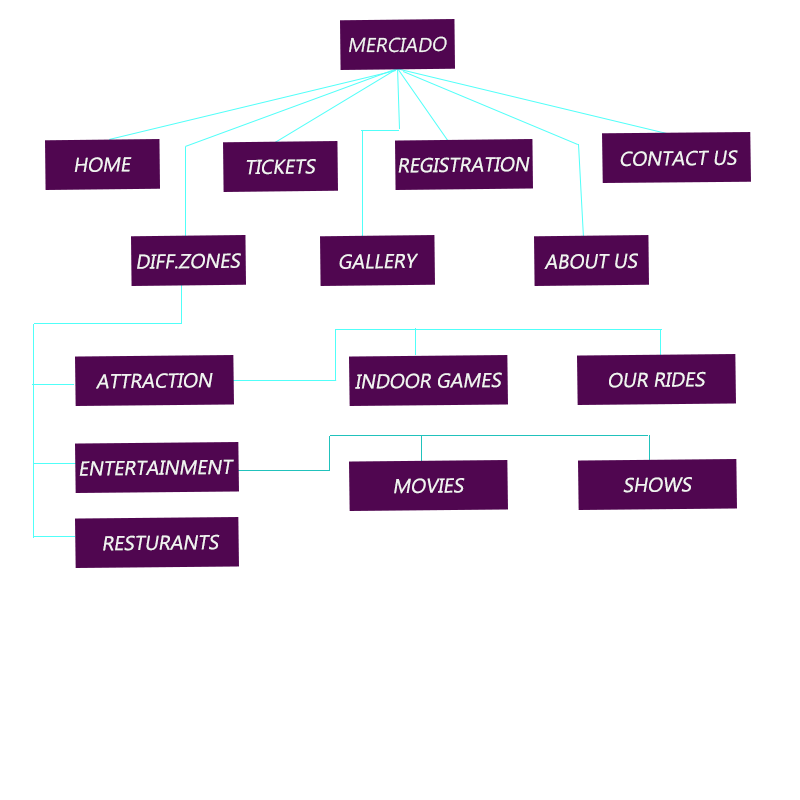 MERCIADO
HOME
TICKETS
REGISTRATION
CONTACT US
DIFF.ZONES
GALLERY
ABOUT US
ATTRACTION
INDOOR GAMES
OUR RIDES
ENTERTAINMENT
MOVIES
SHOWS
RESTURANTS